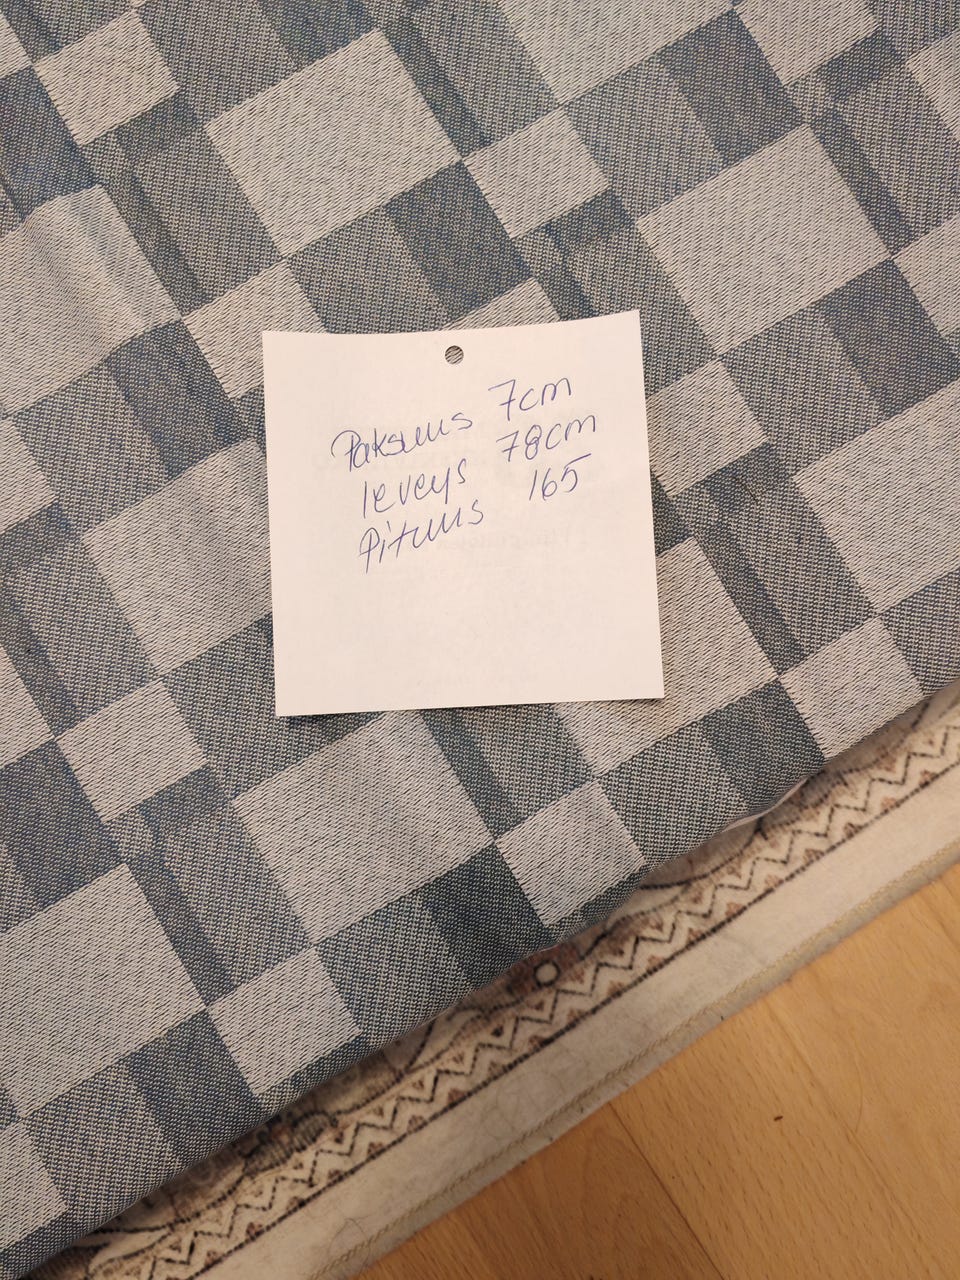 Paksuus 7cm
leveys 78cm
Pituus 165